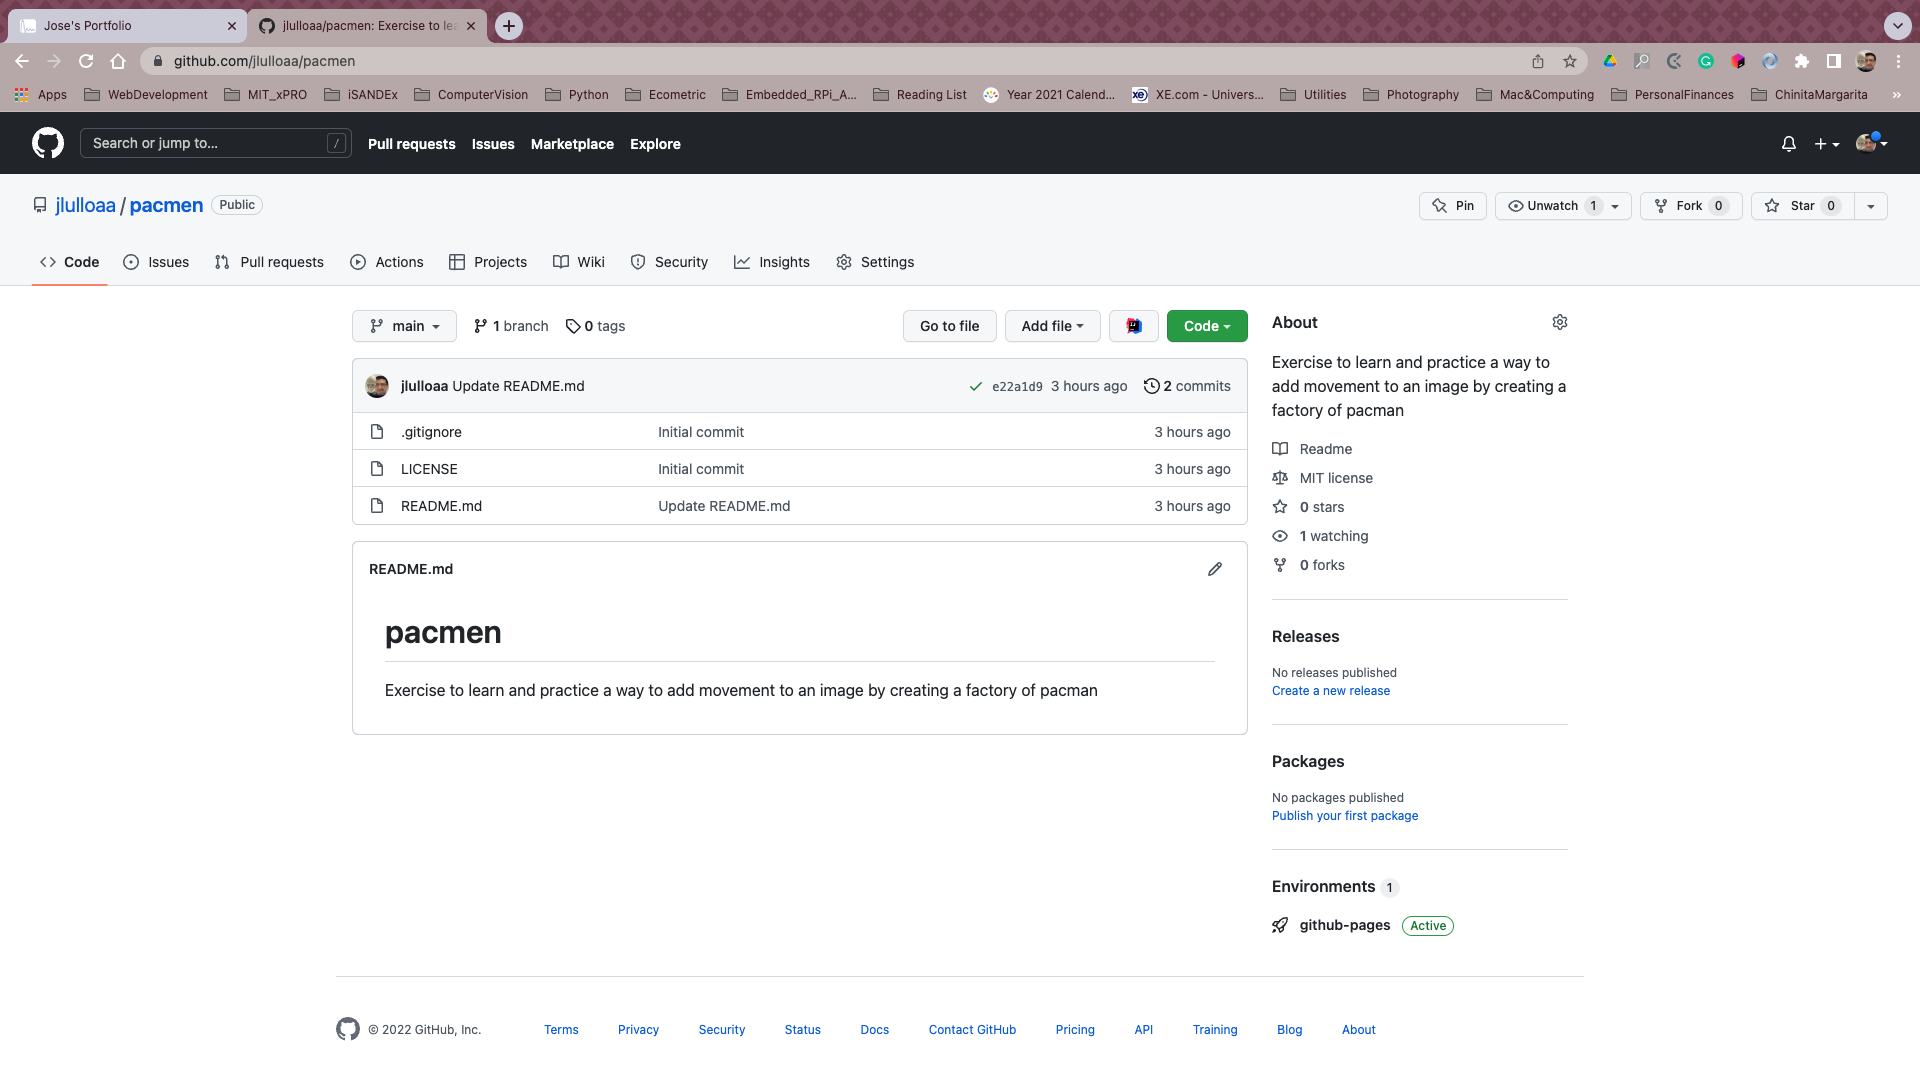 Jose's Portfolio
jlulloaa/pacmen: Exercise to lea
github.com/jlulloaa/pacmen
Apps WebDevelopment MIT_xPRO iSANDEx ComputerVision Python Ecometric Embedded_RPi_A... Reading List Year 2021 Calend... XE.com - Univers... Utilities Photography Mac&Computing PersonalFinances ChinitaMargarita »
Search or jump to... / Pull requests Issues Marketplace Explore
jlulloaa / pacmen Public
Pin Unwatch 1 Fork 0 Star 0
Code Issues Pull requests Actions Projects Wiki Security Insights Settings
main 1 branch 0 tags Go to file Add file Code
jlulloaa Update README.md e22a1d9 3 hours ago 2 commits
.gitignore Initial commit 3 hours ago
LICENSE Initial commit 3 hours ago
README.md Update README.md 3 hours ago
README.md
pacmen
Exercise to learn and practice a way to add movement to an image by creating a factory of pacman
About
Exercise to learn and practice a way to
add movement to an image by creating a
factory of pacman
Readme
MIT license
0 stars
1 watching
0 forks
Releases
No releases published
Create a new release
Packages
No packages published
Publish your first package
Environments 1
github-pages Active
© 2022 GitHub, Inc. Terms Privacy Security Status Docs Contact GitHub Pricing API Training Blog About